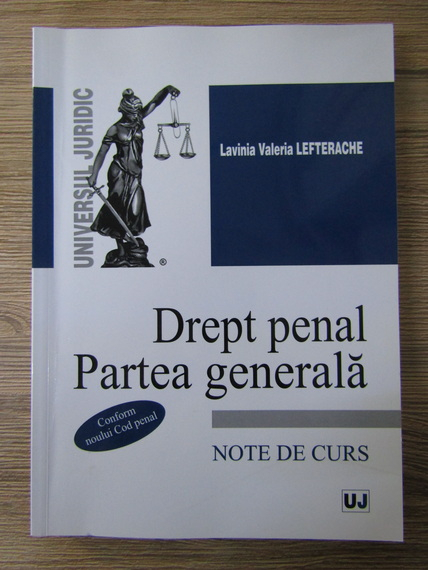 UNIVERSUL JURIDIC
®
Lavinia Valeria LEFTERACHE
Drept penal
Partea generală
Conform
noului Cod penal
NOTE DE CURS
UJ